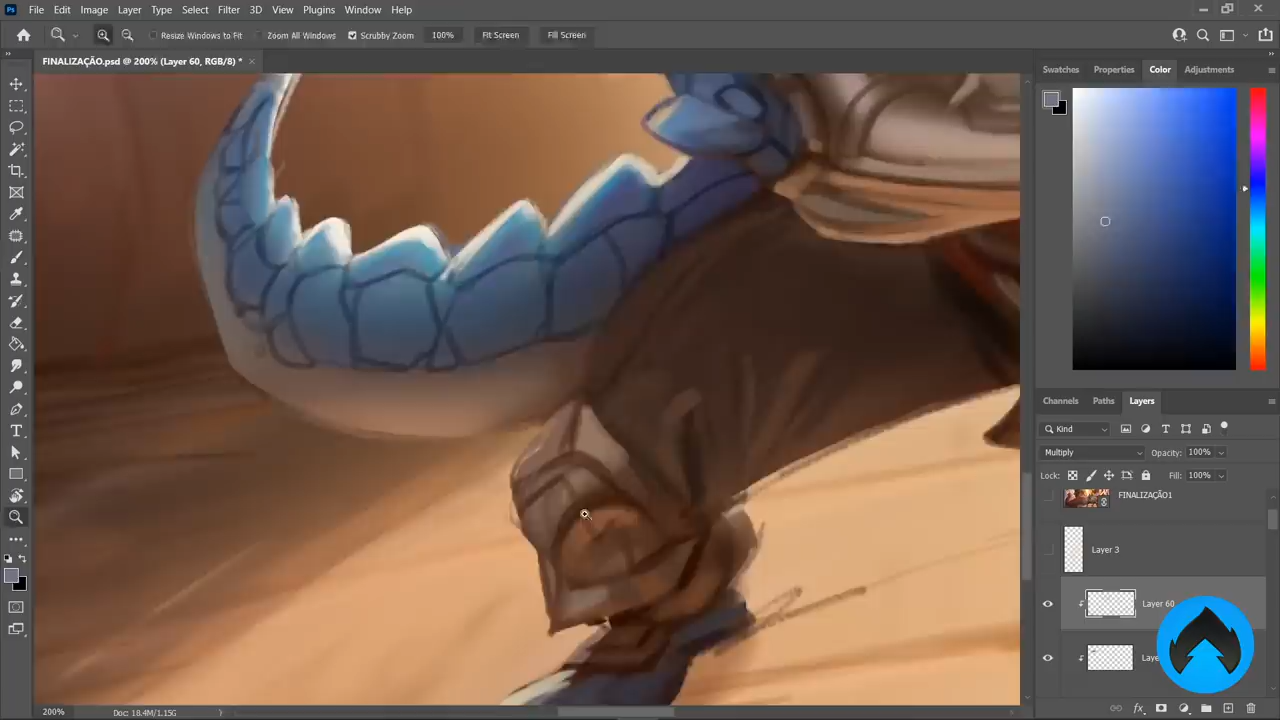 Ps File Edit Image Layer Type Select Filter 3D View Plugins Window Help
Resize Windows to Fit Zoom All Windows Scrubby Zoom 100% Fit Screen Fill Screen
FINALIZAÇÃO.psd @ 200% (Layer 60, RGB/8) *
Swatches Properties Color Adjustments
Channels Paths Layers
Kind
Multiply Opacity: 100%
Lock: Fill: 100%
FINALIZAÇÃO1
Layer 3
Layer 60
Laye
fx
200% Doc: 18.4M/1.15G